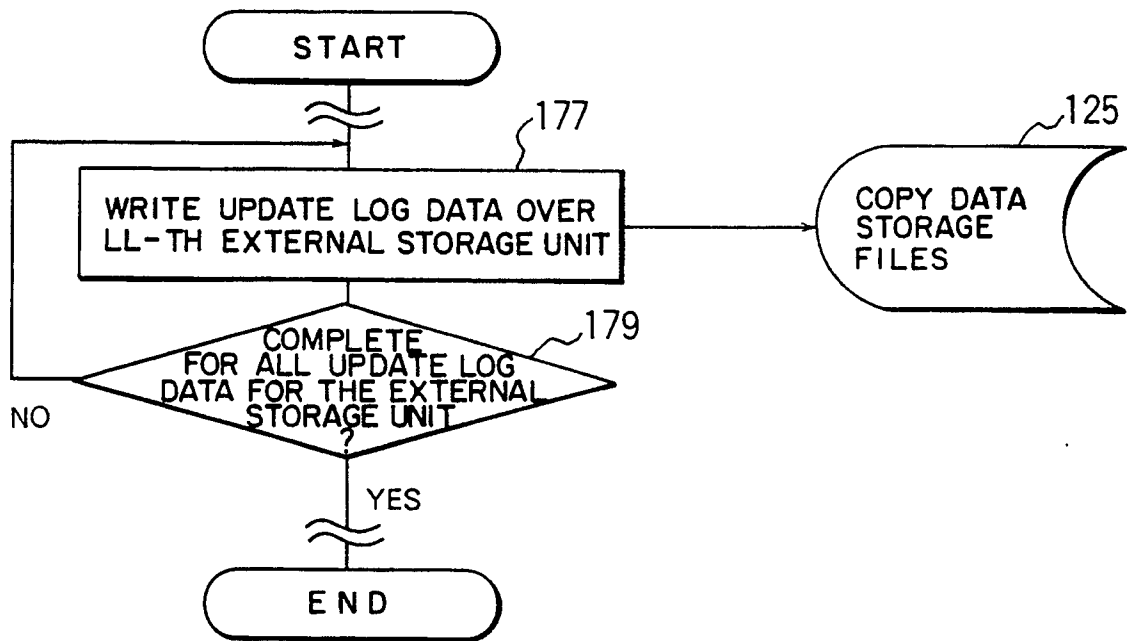 START
177
125
WRITE UPDATE LOG DATA OVER
LL-TH EXTERNAL STORAGE UNIT
COPY DATA
STORAGE
FILES
179
COMPLETE
FOR ALL UPDATE LOG
DATA FOR THE EXTERNAL
STORAGE UNIT
?
NO
YES
END